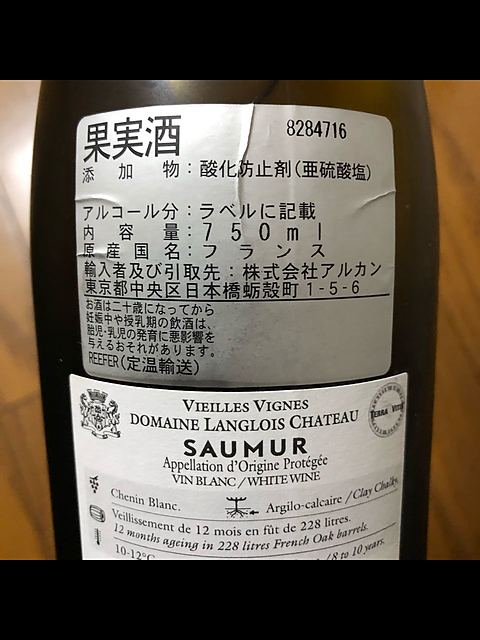 果実酒 8284716
添加物:酸化防止剤(亜硫酸塩)
アルコール分:ラベルに記載
内容量:750ml
原産国名:フランス
輸入者及び引取先:株式会社アルカン
東京都中央区日本橋蛎殻町1-5-6
お酒は二十歳になってから
妊娠中や授乳期の飲酒は、
胎児・乳児の発育に悪影響を
与えるおそれがあります。
REEFER(定温輸送)
VIEILLES VIGNES
DOMAINE LANGLOIS CHATEAU
TERRA VITIS
SAUMUR
Appellation d'Origine Protégée
VIN BLANC / WHITE WINE
Chenin Blanc.
Argilo-calcaire / Clay Chalky.
Veillissement de 12 mois en fût de 228 litres.
12 months ageing in 228 litres French Oak barrels.
10-12°C
/ 8 to 10 years.